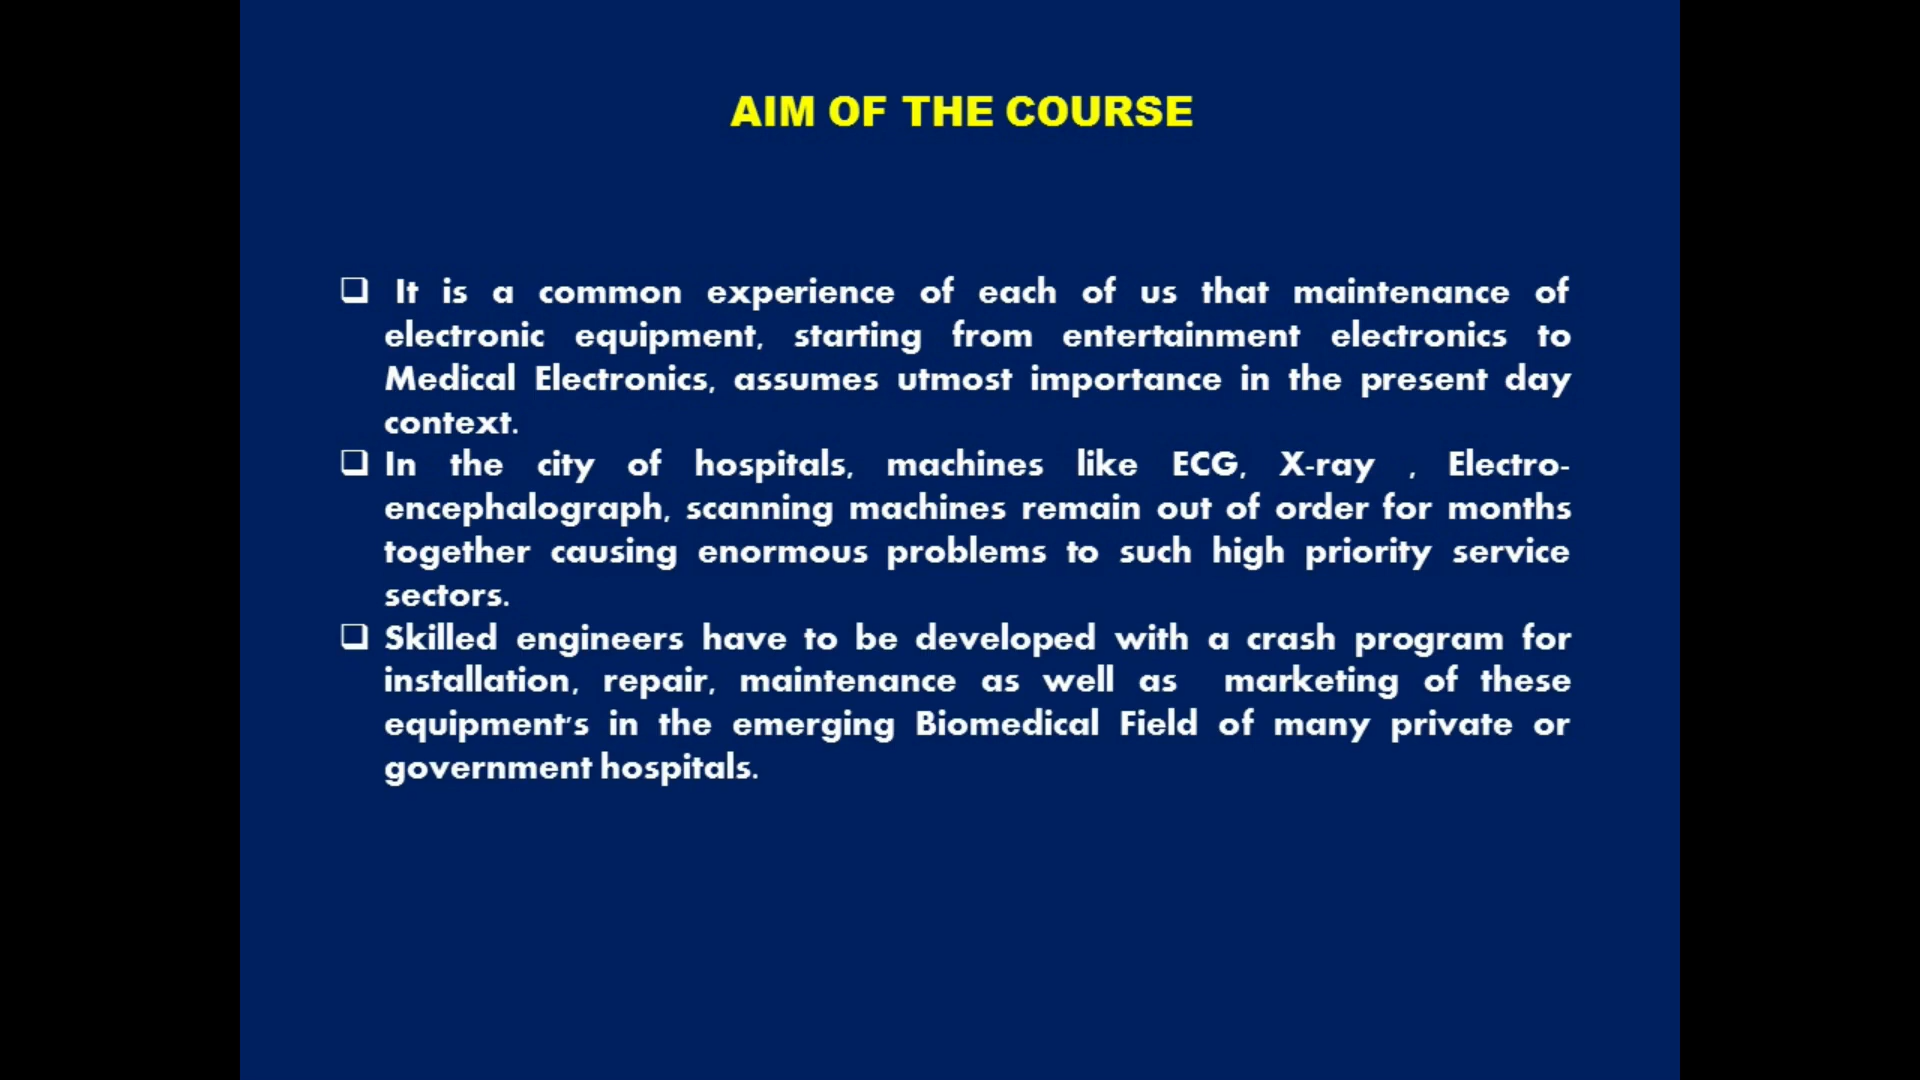 AIM OF THE COURSE
❑ It is a common experience of each of us that maintenance of
electronic equipment, starting from entertainment electronics to
Medical Electronics, assumes utmost importance in the present day
context.
❑ In the city of hospitals, machines like ECG, X-ray , Electro-
encephalograph, scanning machines remain out of order for months
together causing enormous problems to such high priority service
sectors.
❑ Skilled engineers have to be developed with a crash program for
installation, repair, maintenance as well as marketing of these
equipment's in the emerging Biomedical Field of many private or
government hospitals.